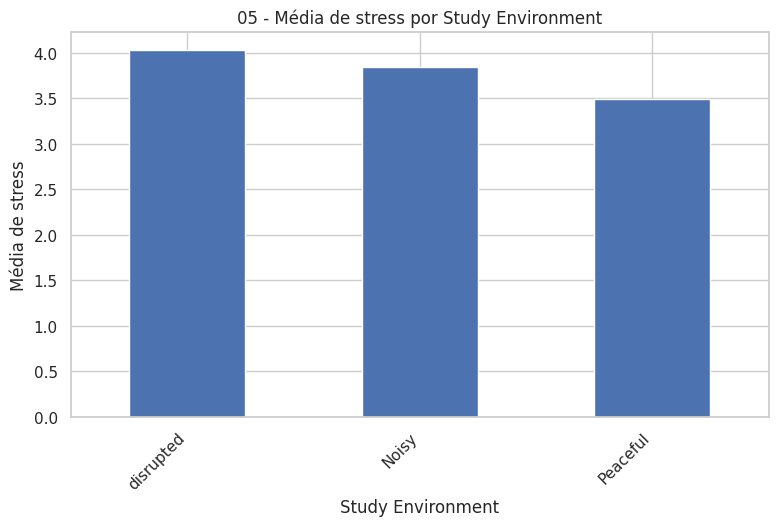 05 - Média de stress por Study Environment
4.0
3.5
3.0
2.5
2.0
1.5
1.0
0.5
0.0
Média de stress
disrupted
Noisy
Peaceful
Study Environment